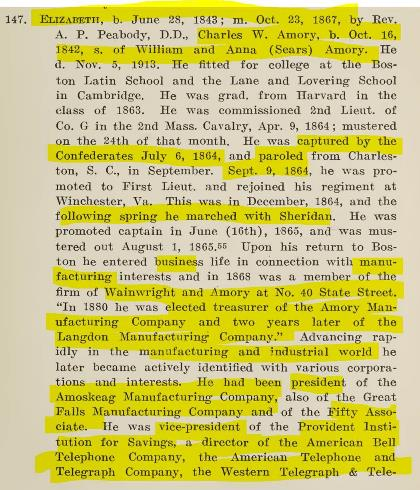 147. ELIZABETH, b. June 28, 1843; m. Oct. 23, 1867, by Rev.
A. P. Peabody, D.D., Charles W. Amory, b. Oct. 16,
1842, s. of William and Anna (Sears) Amory. He
d. Nov. 5, 1913. He fitted for college at the Bos-
ton Latin School and the Lane and Lovering School
in Cambridge. He was grad. from Harvard in the
class of 1863. He was commissioned 2nd Lieut. of
Co. G in the 2nd Mass. Cavalry, Apr. 9, 1864; mustered
on the 24th of that month. He was captured by the
Confederates July 6, 1864, and paroled from Charles-
ton, S. C., in September. Sept. 9, 1864, he was pro-
moted to First Lieut. and rejoined his regiment at
Winchester, Va. This was in December, 1864, and the
following spring he marched with Sheridan. He was
promoted captain in June (16th), 1865, and was mus-
tered out August 1, 1865.55 Upon his return to Bos-
ton he entered business life in connection with manu-
facturing interests and in 1868 was a member of the
firm of Wainwright and Amory at No. 40 State Street.
"In 1880 he was elected treasurer of the Amory Man-
ufacturing Company and two years later of the
Langdon Manufacturing Company." Advancing rap-
idly in the manufacturing and industrial world he
later became actively identified with various corpora-
tions and interests. He had been president of the
Amoskeag Manufacturing Company, also of the Great
Falls Manufacturing Company and of the Fifty Asso-
ciate. He was vice-president of the Provident Insti-
tution for Savings, a director of the American Bell
Telephone Company, the American Telephone and
Telegraph Company, the Western Telegraph & Tele-